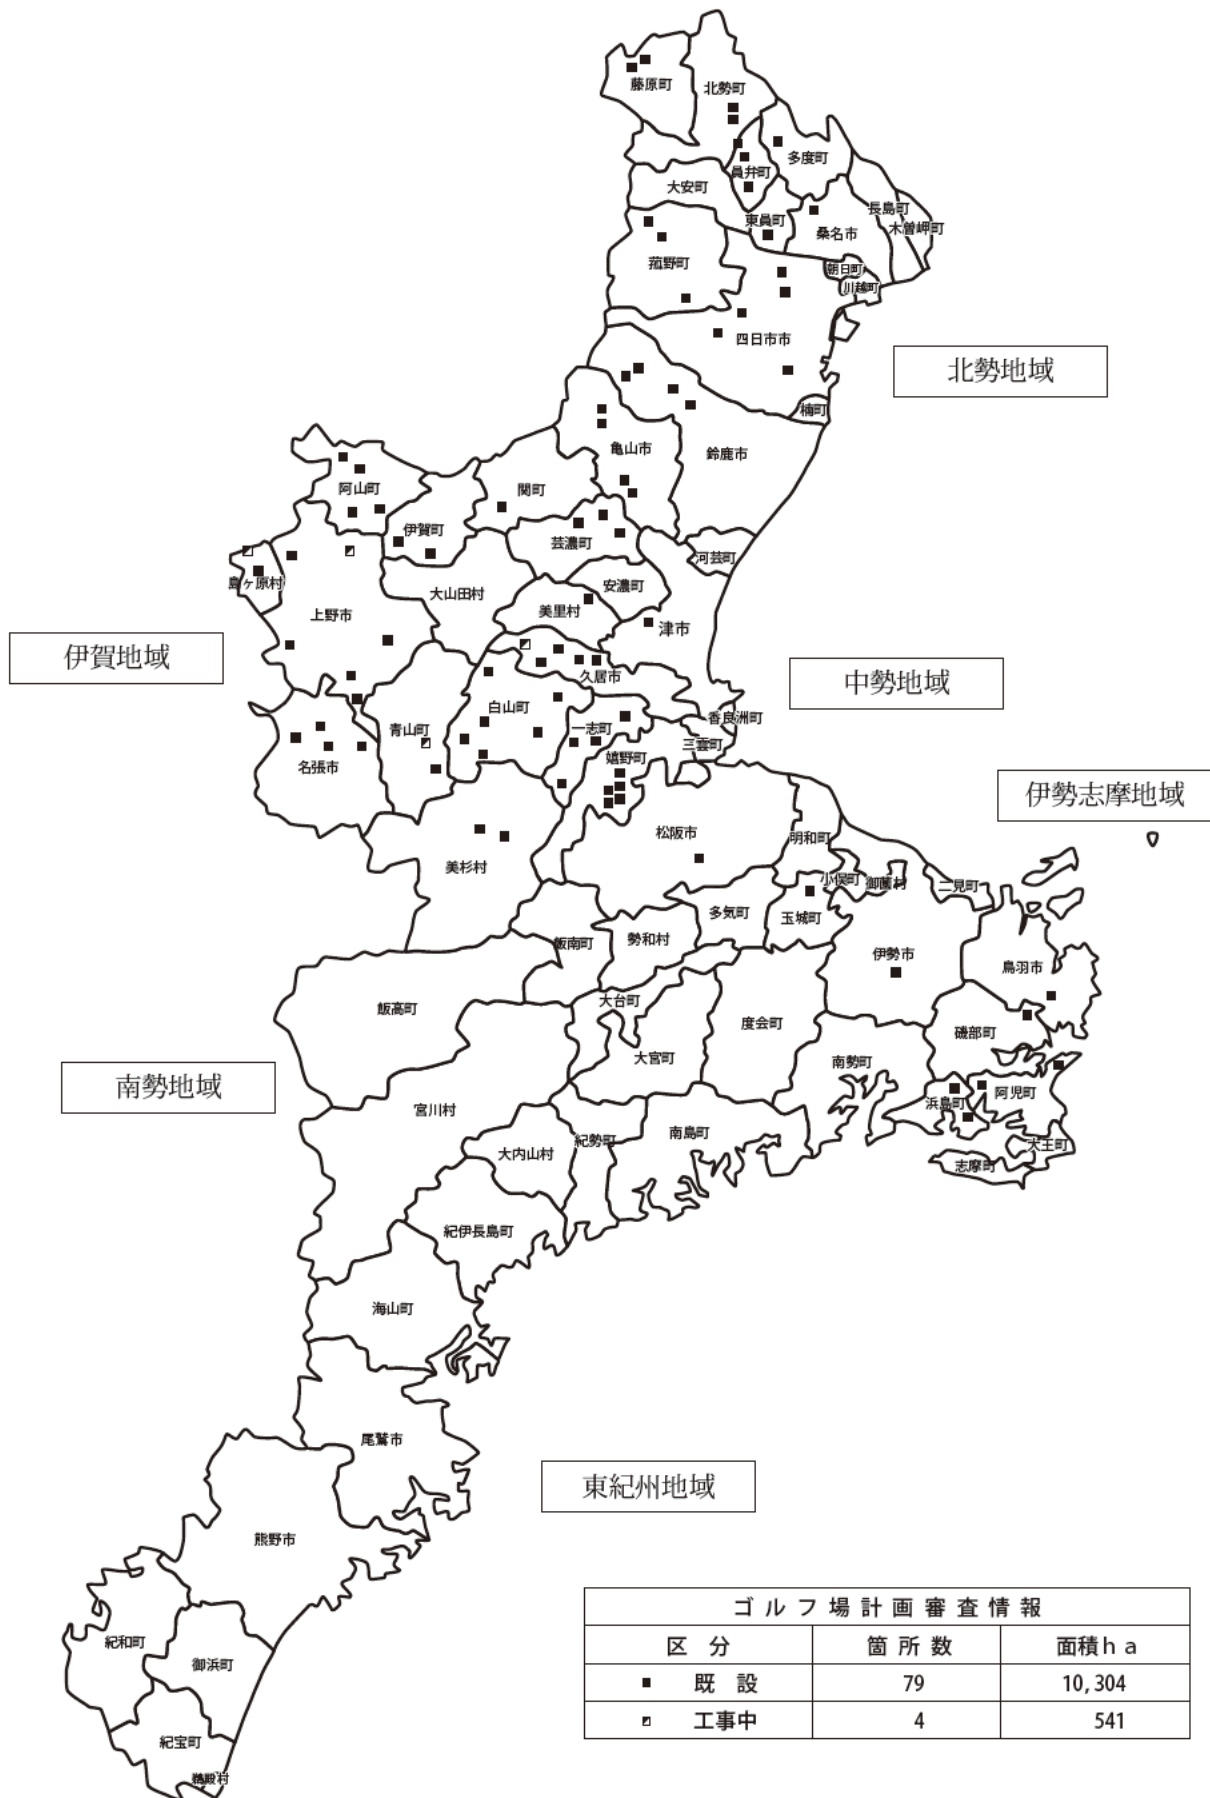 藤原町
北勢町
多度町
員井町
大安町
長島町
東員町
木曽岬町
桑名市
菰野町
朝日町
川越町
四日市市
北勢地域
楠町
亀山市
鈴鹿市
阿山町
関町
伊賀町
芸濃町
河芸町
島ヶ原村
安濃町
大山田村
美里村
上野市
津市
伊賀地域
久居市
中勢地域
白山町
香良洲町
青山町
一志町
三雲町
嬉野町
名張市
伊勢志摩地域
松阪市
明和町
美杉村
小俣町
御薗村
二見町
多気町
玉城町
飯南町
勢和村
伊勢市
鳥羽市
大台町
飯高町
度会町
磯部町
大宮町
南勢町
南勢地域
阿児町
浜島町
宮川村
南島町
紀勢町
大王町
大内山村
志摩町
紀伊長島町
海山町
尾鷲市
東紀州地域
熊野市
紀和町
御浜町
紀宝町
鵜殿村
ゴルフ場計画審査情報
区分 箇所数 面積ha
■ 既設 79 10,304
工事中 4 541